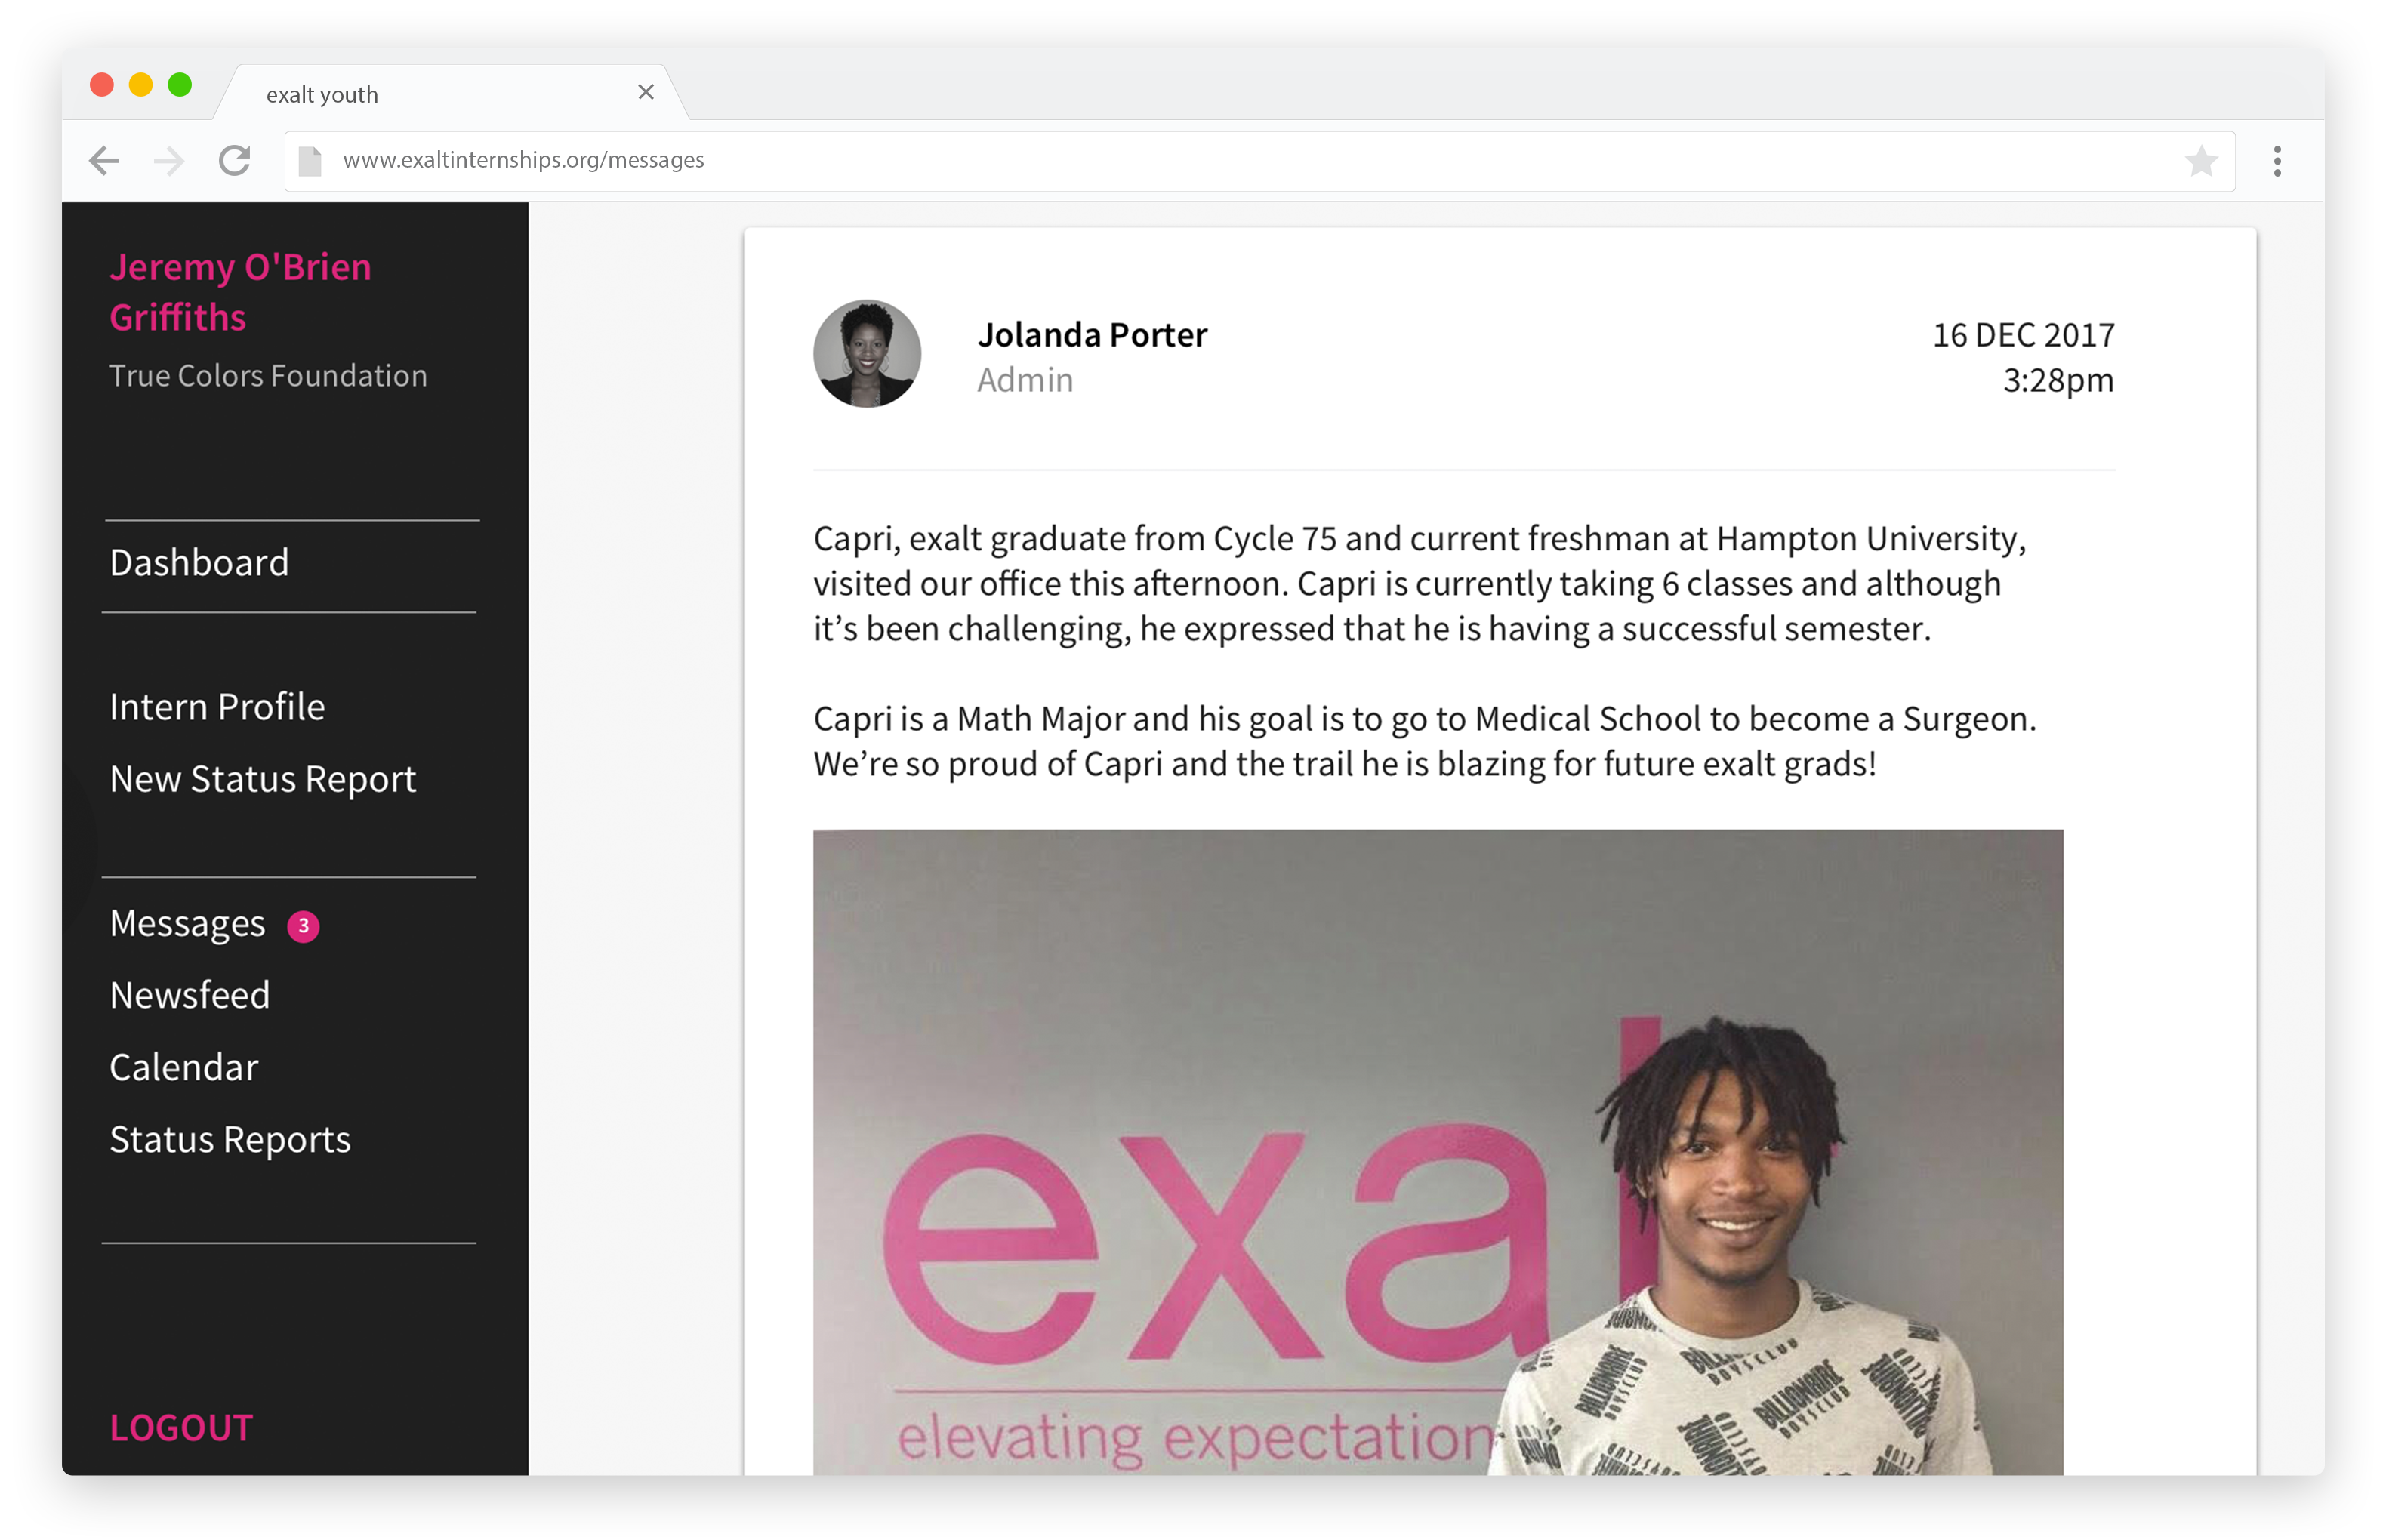 exalt youth
www.exaltinternships.org/messages
Jeremy O'Brien
Griffiths
True Colors Foundation
Dashboard
Intern Profile
New Status Report
Messages 3
Newsfeed
Calendar
Status Reports
LOGOUT
Jolanda Porter
Admin
16 DEC 2017
3:28pm
Capri, exalt graduate from Cycle 75 and current freshman at Hampton University,
visited our office this afternoon. Capri is currently taking 6 classes and although
it’s been challenging, he expressed that he is having a successful semester.
Capri is a Math Major and his goal is to go to Medical School to become a Surgeon.
We’re so proud of Capri and the trail he is blazing for future exalt grads!
exal
elevating expectation
BILLIONAIRE
BOYSCLUB